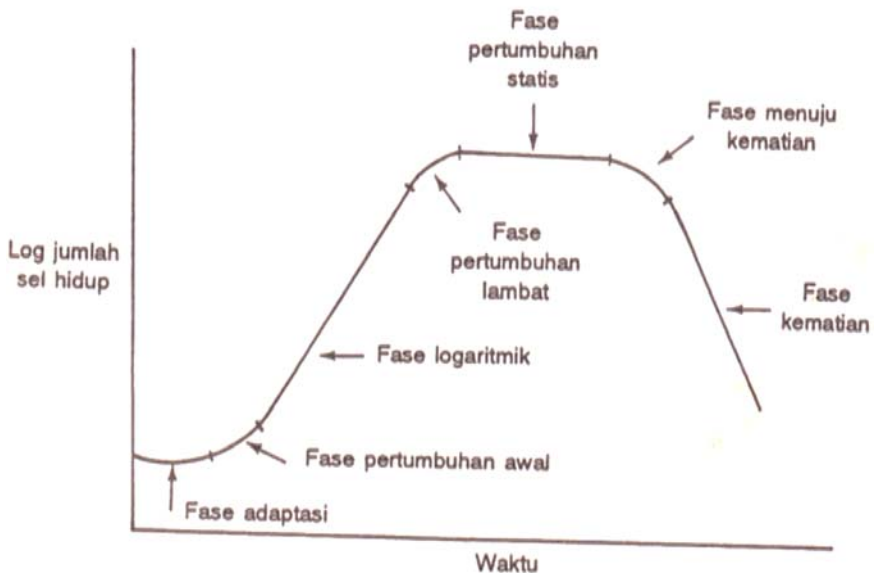 Fase
pertumbuhan
statis
Fase menuju
kematian
Log jumlah
sel hidup
Fase
pertumbuhan
lambat
Fase
kematian
Fase logaritmik
Fase pertumbuhan awal
Fase adaptasi
Waktu